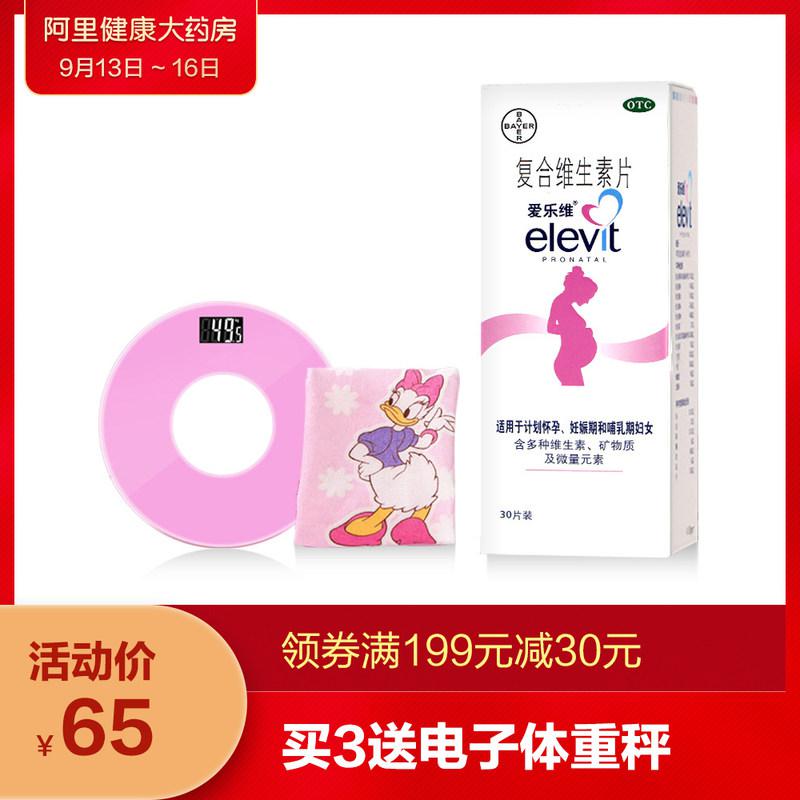 阿里健康大药房
9月13日 ~ 16日
OTC
BAYER
BAYER
复合维生素片
爱乐维®
elevit
PRONATAL
适用于计划怀孕、妊娠期和哺乳期妇女
含多种维生素、矿物质
及微量元素
30片装
elevit
49.5
活动价
¥65
领券满199元减30元
买3送电子体重秤